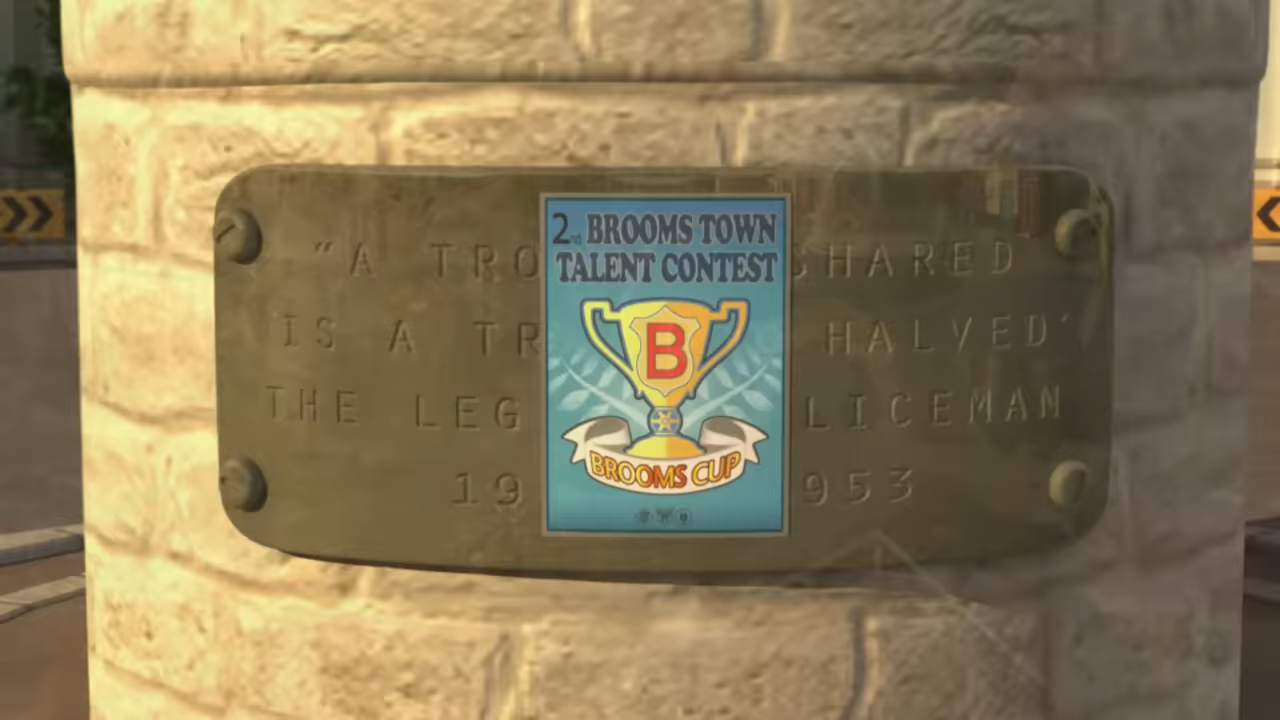 2nd BROOMS TOWN
TALENT CONTEST
B
BROOMS CUP
"A TRO SHARED
IS A TR HALVED"
THE LEG LICEMAN
19 953